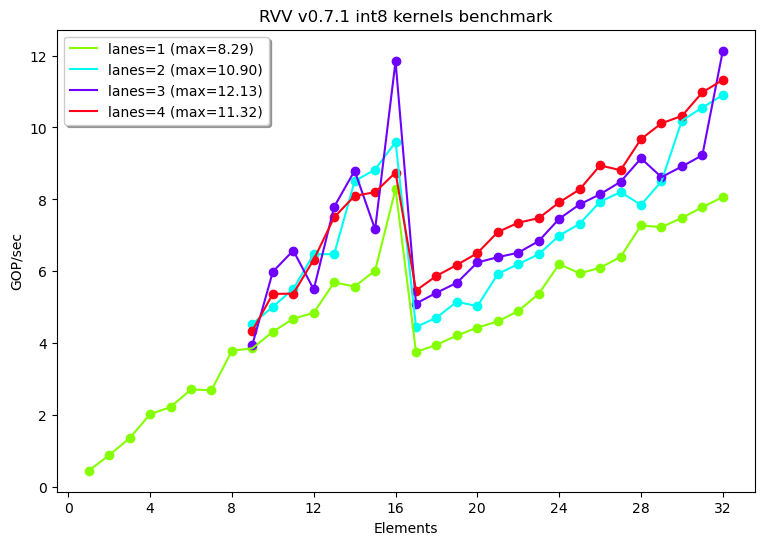 RVV v0.7.1 int8 kernels benchmark
lanes=1 (max=8.29)
lanes=2 (max=10.90)
lanes=3 (max=12.13)
lanes=4 (max=11.32)
GOP/sec
12
10
8
6
4
2
0
0 4 8 12 16 20 24 28 32
Elements